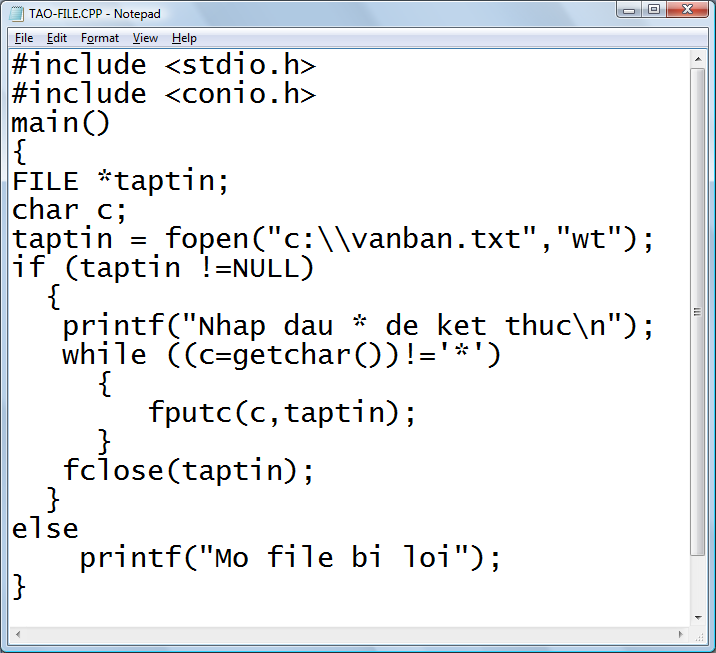 TAO-FILE.CPP - Notepad
File Edit Format View Help
#include <stdio.h>
#include <conio.h>
main()
{
FILE *taptin;
char c;
taptin = fopen("c:\\vanban.txt","wt");
if (taptin !=NULL)
  {
   printf("Nhap dau * de ket thuc\n");
   while ((c=getchar())!='*')
     {
        fputc(c,taptin);
     }
   fclose(taptin);
  }
else
    printf("Mo file bi loi");
}